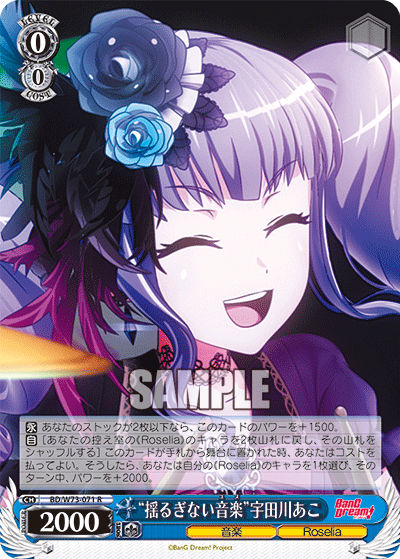 LEVEL
0
0
COST
SAMPLE
永 あなたのストックが2枚以下なら、このカードのパワーを+1500。
自 [あなたの控え室の《Roselia》のキャラを2枚山札に戻し、その山札を
シャッフルする] このカードが手札から舞台に置かれた時、あなたはコストを
払ってよい。そうしたら、あなたは自分の《Roselia》のキャラを1枚選び、そ
のターン中、パワーを+2000。
CH BD/W73-071 R
“揺るぎない音楽”宇田川あこ
BanG Dream!
2000
音楽
Roselia
©BanG Dream! Project